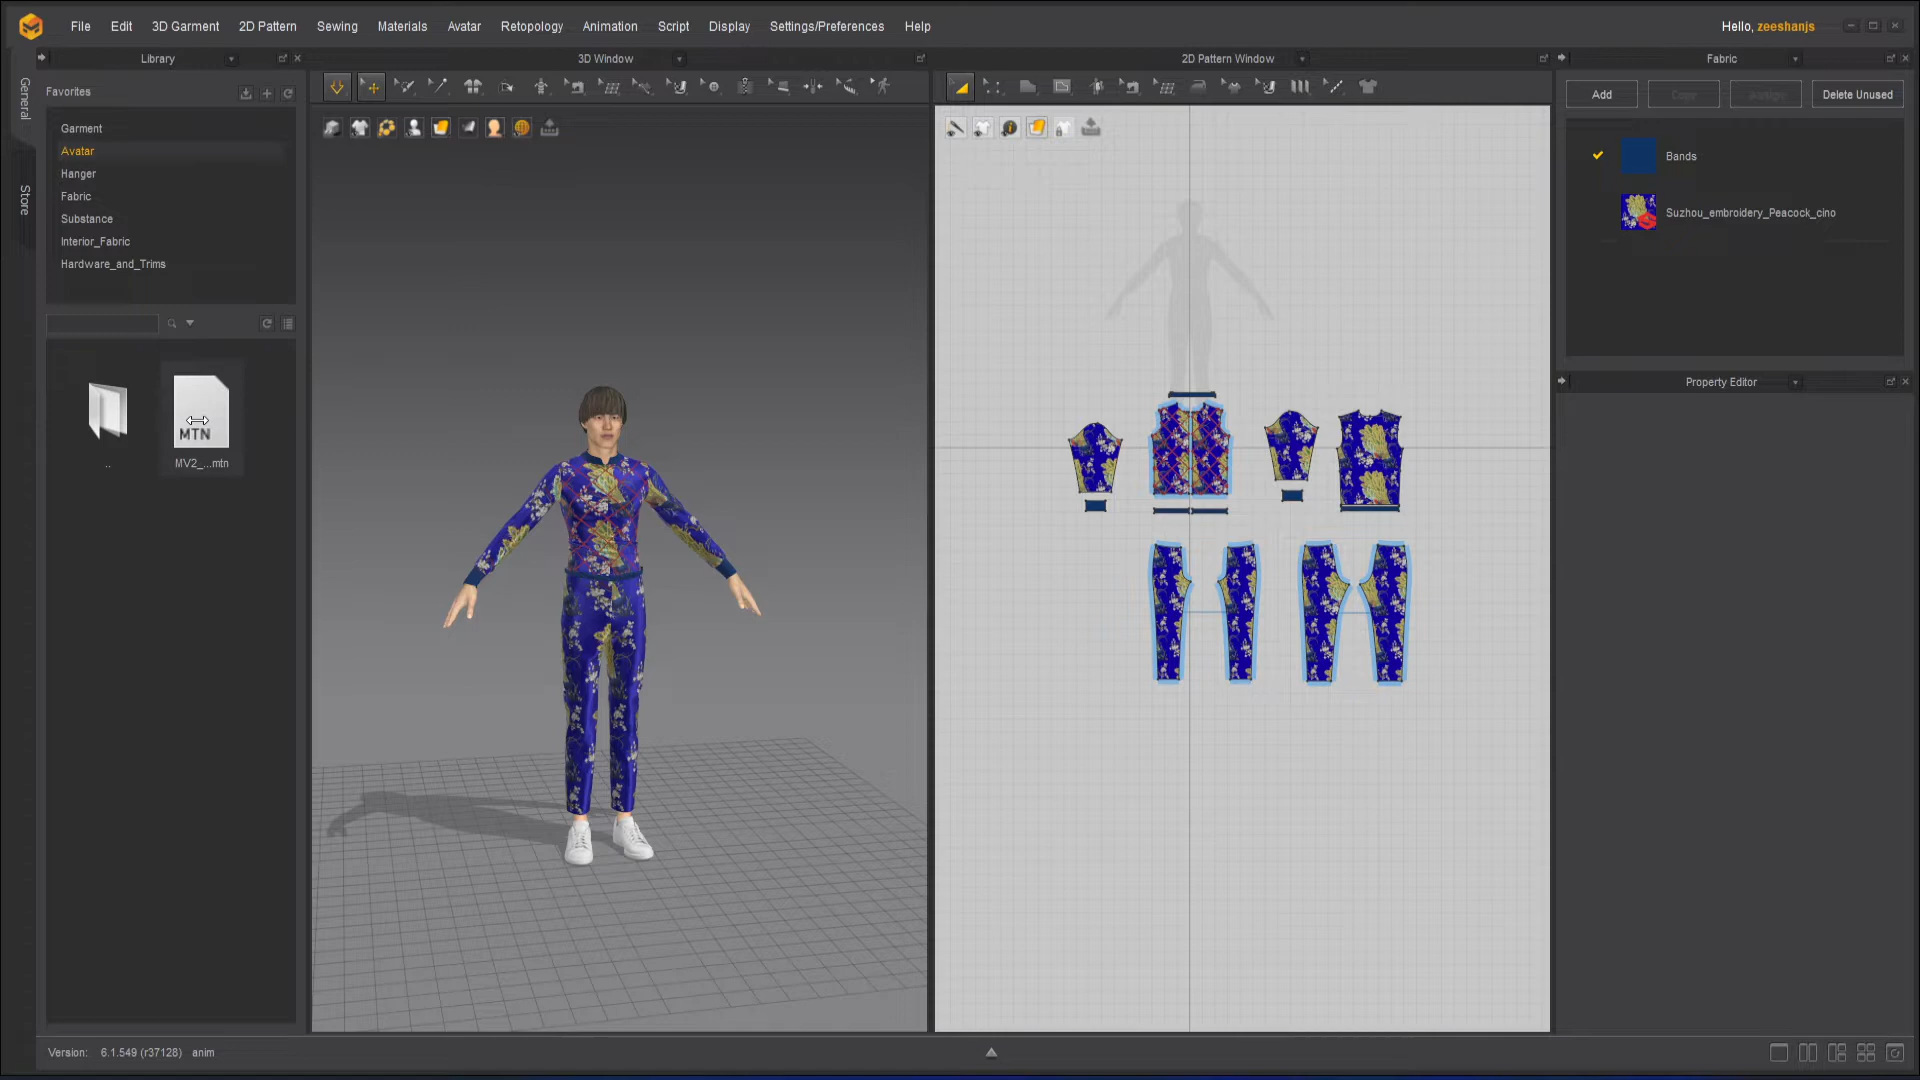 File Edit 3D Garment 2D Pattern Sewing Materials Avatar Retopology Animation Script Display Settings/Preferences Help
Hello, zeeshanjs
Library
3D Window
2D Pattern Window
Fabric
General
Store
Favorites
Garment
Avatar
Hanger
Fabric
Substance
Interior_Fabric
Hardware_and_Trims
MTN
..
MV2_...mtn
Add
Copy
Assign
Delete Unused
Bands
Suzhou_embroidery_Peacock_cino
Property Editor
Version: 6.1.549 (r37128) anim